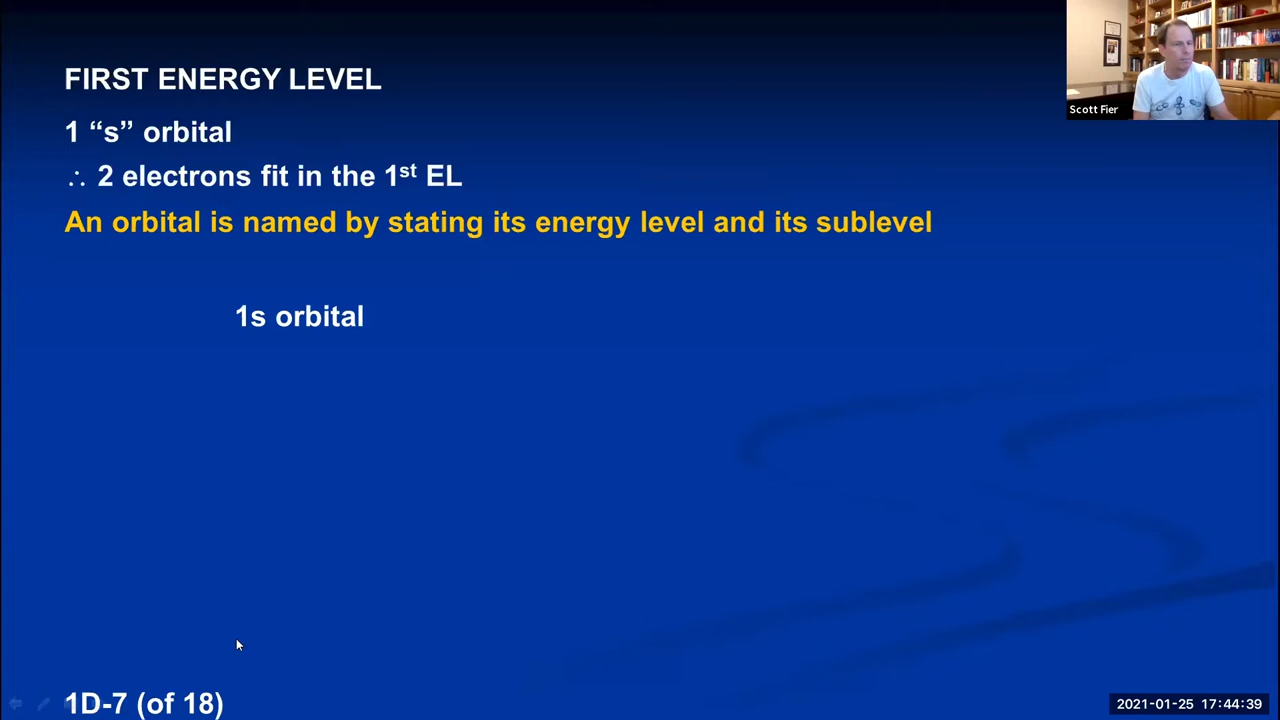 FIRST ENERGY LEVEL
1 “s” orbital
∴ 2 electrons fit in the 1st EL
An orbital is named by stating its energy level and its sublevel
1s orbital
1D-7 (of 18)
Scott Fier
2021-01-25 17:44:39